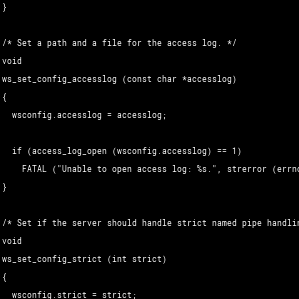 }
/* Set a path and a file for the access log. */
void
ws_set_config_accesslog (const char *accesslog)
{
  wsconfig.accesslog = accesslog;
  if (access_log_open (wsconfig.accesslog) == 1)
    FATAL ("Unable to open access log: %s.", strerror (errno
}
/* Set if the server should handle strict named pipe handlin
void
ws_set_config_strict (int strict)
{
  wsconfig.strict = strict;